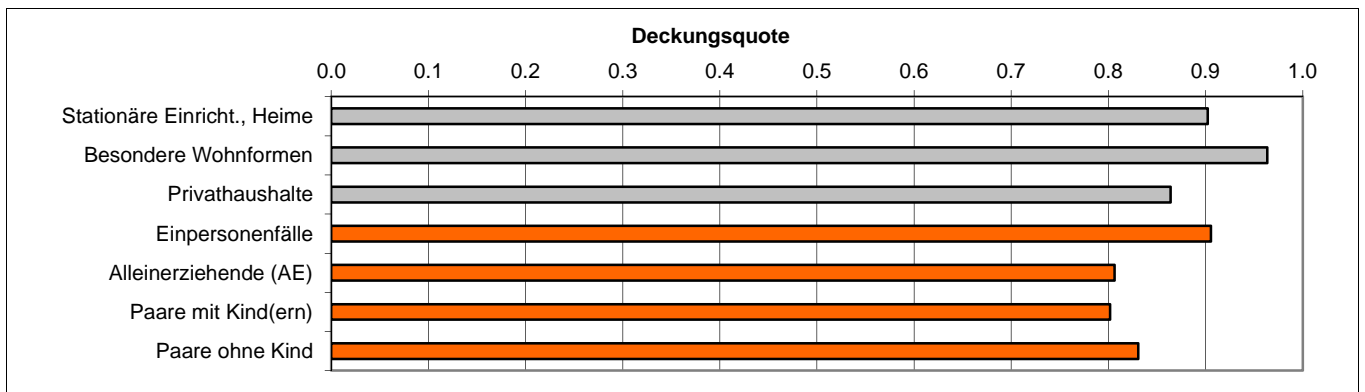 Deckungsquote
0.0 0.1 0.2 0.3 0.4 0.5 0.6 0.7 0.8 0.9 1.0
Stationäre Einricht., Heime
Besondere Wohnformen
Privathaushalte
Einpersonenfälle
Alleinerziehende (AE)
Paare mit Kind(ern)
Paare ohne Kind